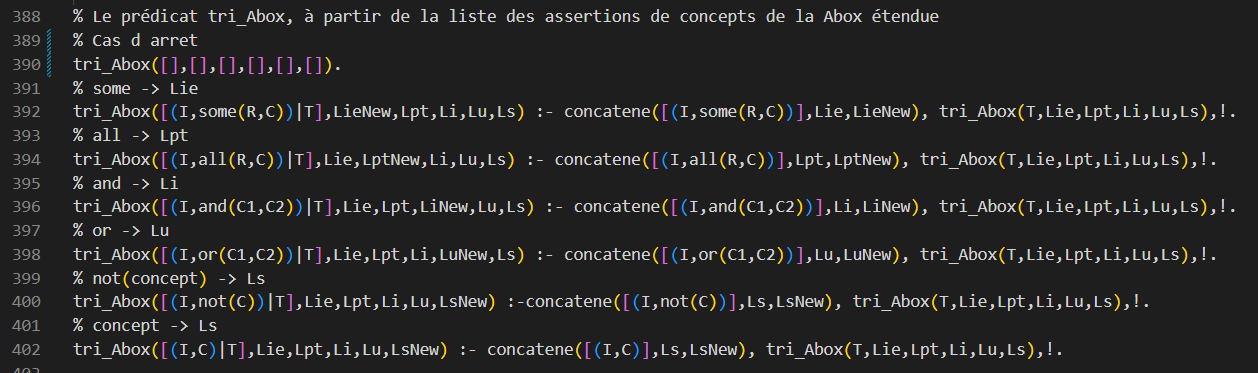 388 % Le prédicat tri_Abox, à partir de la liste des assertions de concepts de la Abox étendue
389 % Cas d arret
390 tri_Abox([],[],[],[],[],[]).
391 % some -> Lie
392 tri_Abox([(I,some(R,C))|T],LieNew,Lpt,Li,Lu,Ls) :- concatene([(I,some(R,C))],Lie,LieNew), tri_Abox(T,Lie,Lpt,Li,Lu,Ls),!.
393 % all -> Lpt
394 tri_Abox([(I,all(R,C))|T],Lie,LptNew,Li,Lu,Ls) :- concatene([(I,all(R,C))],Lpt,LptNew), tri_Abox(T,Lie,Lpt,Li,Lu,Ls),!.
395 % and -> Li
396 tri_Abox([(I,and(C1,C2))|T],Lie,Lpt,LiNew,Lu,Ls) :- concatene([(I,and(C1,C2))],Li,LiNew), tri_Abox(T,Lie,Lpt,Li,Lu,Ls),!.
397 % or -> Lu
398 tri_Abox([(I,or(C1,C2))|T],Lie,Lpt,Li,LuNew,Ls) :- concatene([(I,or(C1,C2))],Lu,LuNew), tri_Abox(T,Lie,Lpt,Li,Lu,Ls),!.
399 % not(concept) -> Ls
400 tri_Abox([(I,not(C))|T],Lie,Lpt,Li,Lu,LsNew) :-concatene([(I,not(C))],Ls,LsNew), tri_Abox(T,Lie,Lpt,Li,Lu,Ls),!.
401 % concept -> Ls
402 tri_Abox([(I,C)|T],Lie,Lpt,Li,Lu,LsNew) :- concatene([(I,C)],Ls,LsNew), tri_Abox(T,Lie,Lpt,Li,Lu,Ls),!.